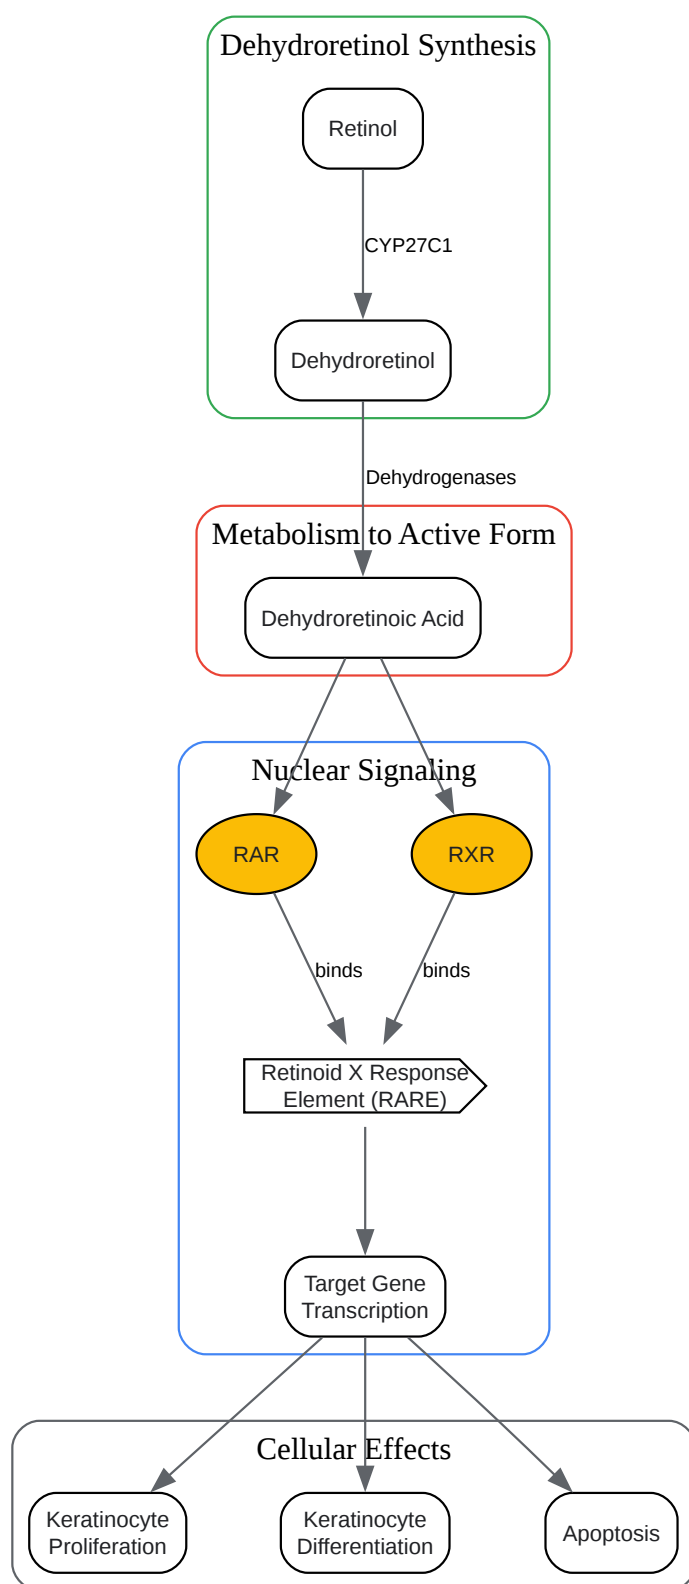 Dehydroretinol Synthesis
Retinol
CYP27C1
Dehydroretinol
Dehydrogenases
Metabolism to Active Form
Dehydroretinoic Acid
Nuclear Signaling
RAR
RXR
binds
binds
Retinoid X Response
Element (RARE)
Target Gene
Transcription
Cellular Effects
Keratinocyte
Proliferation
Keratinocyte
Differentiation
Apoptosis